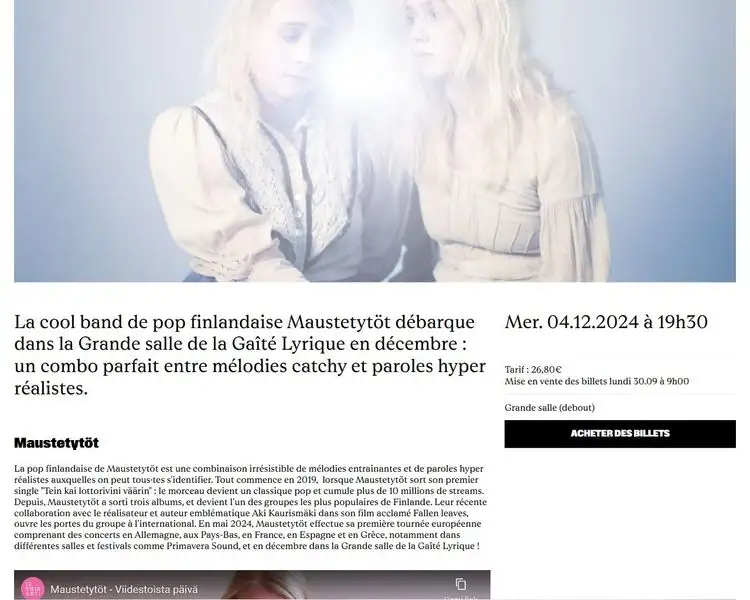 La cool band de pop finlandaise Maustetytöt débarque
dans la Grande salle de la Gaîté Lyrique en décembre :
un combo parfait entre mélodies catchy et paroles hyper
réalistes.
Mer. 04.12.2024 à 19h30
Tarif : 26,80€
Mise en vente des billets lundi 30.09 à 9h00
Grande salle (debout)
ACHETER DES BILLETS
Maustetytöt
La pop finlandaise de Maustetytöt est une combinaison irrésistible de mélodies entrainantes et de paroles hyper
réalistes auxquelles on peut tous·tes s'identifier. Tout commence en 2019, lorsque Maustetytöt sort son premier
single "Tein kai lottorivini väärin" : le morceau devient un classique pop et cumule plus de 10 millions de streams.
Depuis, Maustetytöt a sorti trois albums, et devient l'un des groupes les plus populaires de Finlande. Leur récente
collaboration avec le réalisateur et auteur emblématique Aki Kaurismäki dans son film acclamé Fallen leaves,
ouvre les portes du groupe à l'international. En mai 2024, Maustetytöt effectue sa première tournée européenne
comprenant des concerts en Allemagne, aux Pays-Bas, en France, en Espagne et en Grèce, notamment dans
différentes salles et festivals comme Primavera Sound, et en décembre dans la Grande salle de la Gaîté Lyrique !
IS THIS ART!
Maustetytöt - Viidestoista päivä